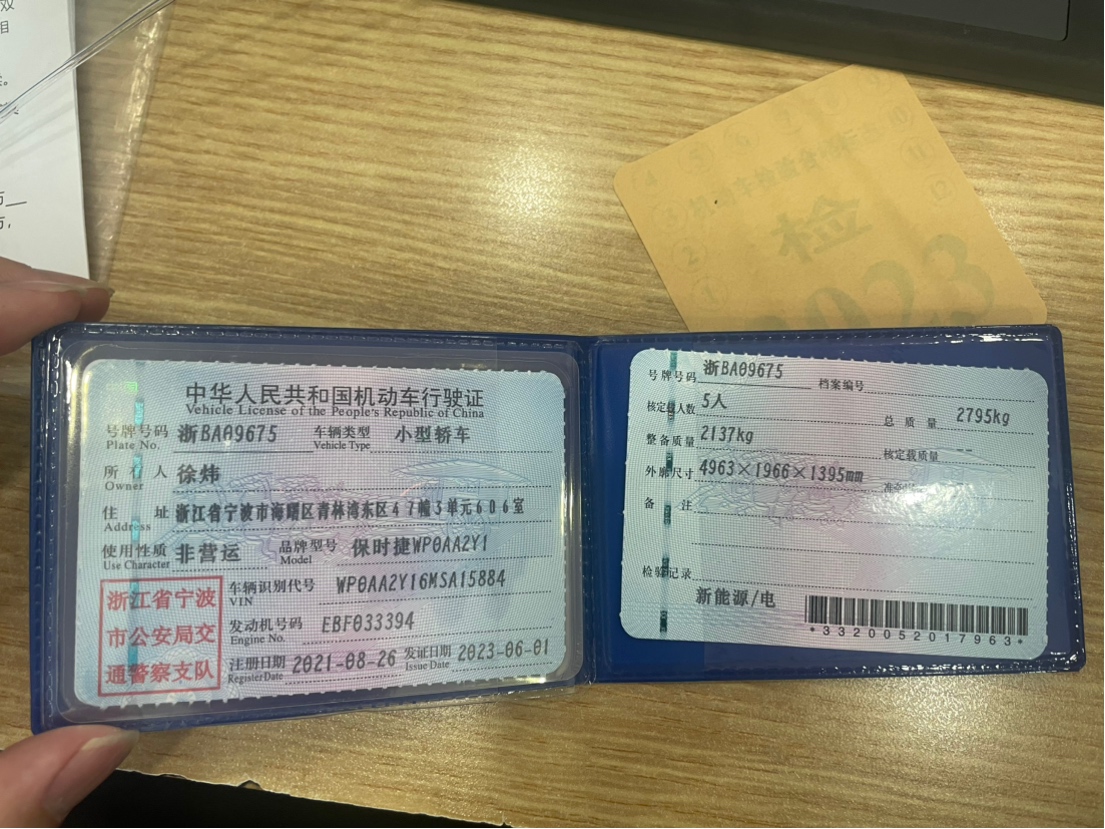 中华人民共和国机动车行驶证
Vehicle License of the People's Republic of China
号牌号码 浙BA09675 车辆类型 小型轿车
Plate No. Vehicle Type
所有人 徐炜
Owner
住址 浙江省宁波市海曙区青林湾东区47幢3单元606室
Address
使用性质 非营运 品牌型号 保时捷WP0AA2Y1
Use Character Model
浙江省宁波
市公安局交
通警察支队
车辆识别代号 WP0AA2Y16MSA15884
VIN
发动机号码 EBF033394
Engine No.
注册日期 2021-08-26 发证日期 2023-06-01
Register Date Issue Date
号牌号码 浙BA09675 档案编号
核定载人数 5人 总质量 2795kg
整备质量 2137kg 核定载质量 --
外廓尺寸 4963×1966×1395mm
备注
检验记录
新能源/电
*3320052017963*
检
2023